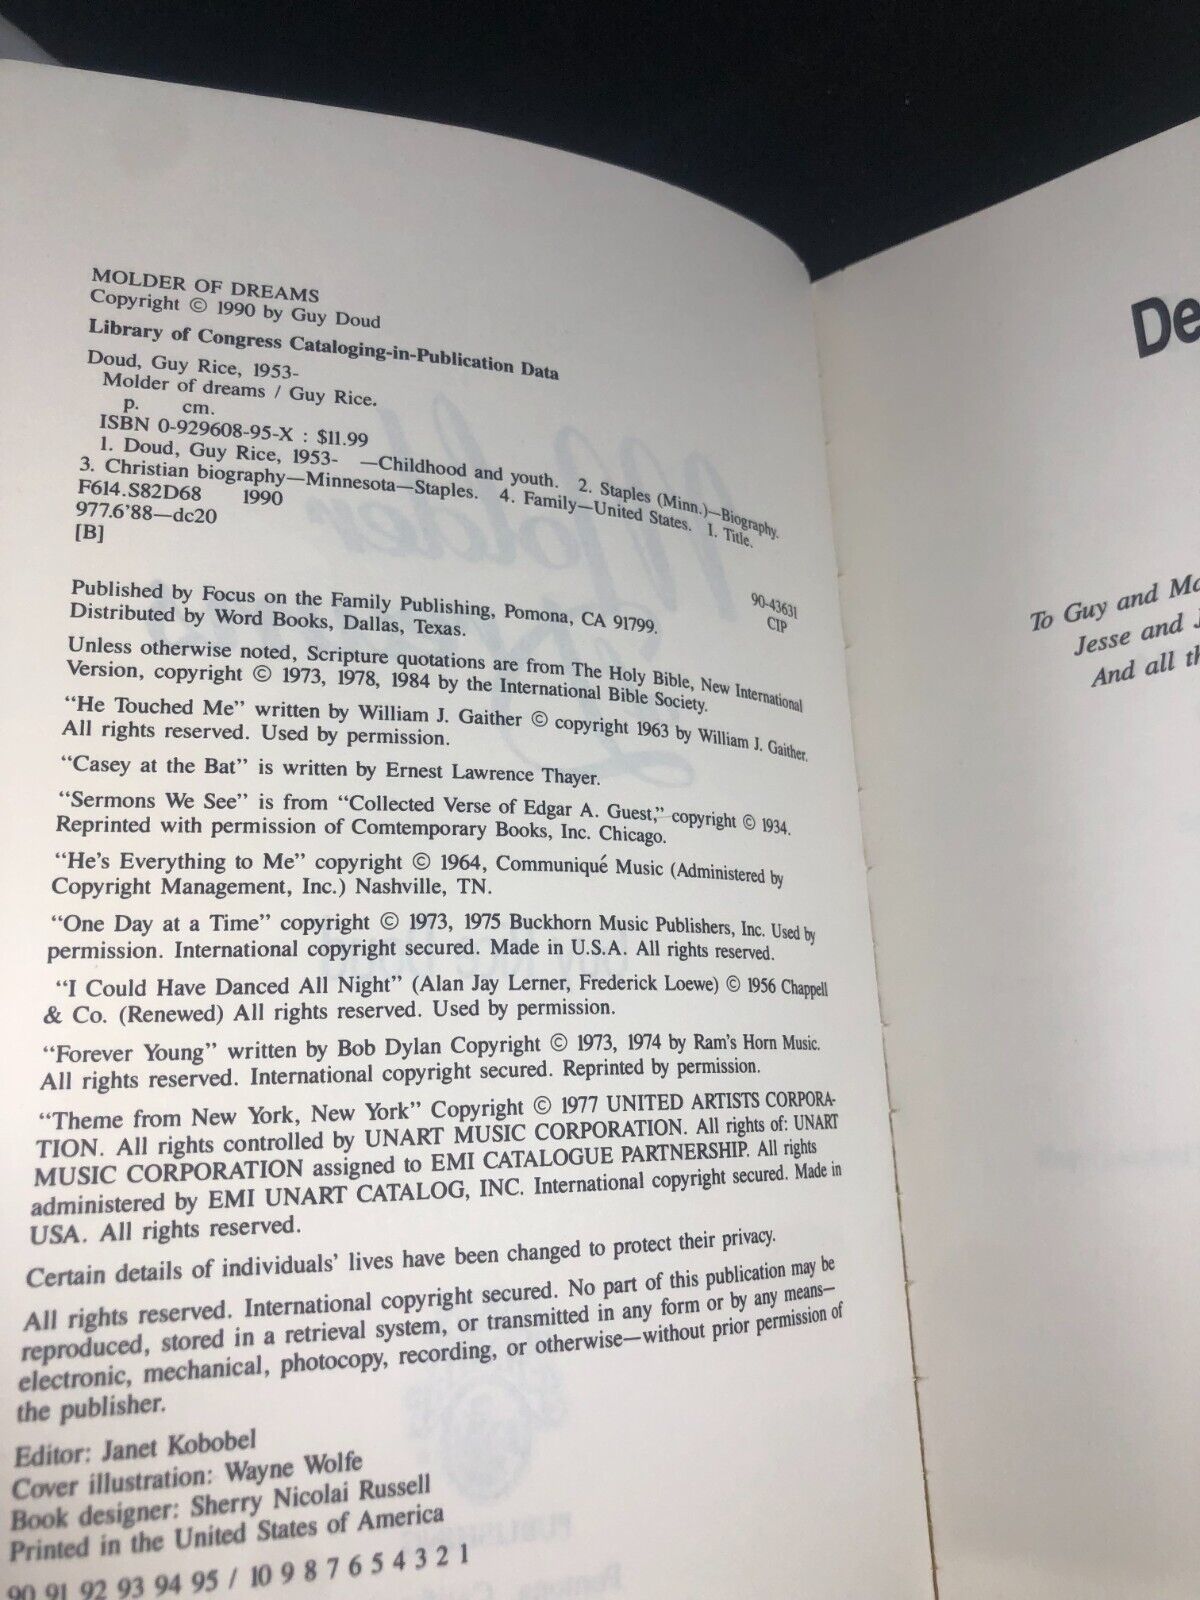 MOLDER OF DREAMS
Copyright © 1990 by Guy Doud
Library of Congress Cataloging-in-Publication Data
Doud, Guy Rice, 1953-
Molder of dreams / Guy Rice.
p. cm.
ISBN 0-929608-95-X : $11.99
1. Doud, Guy Rice, 1953- —Childhood and youth. 2. Staples (Minn.)—Biography.
3. Christian biography—Minnesota—Staples. 4. Family—United States. I. Title.
F614.S82D68 1990
977.6'88—dc20
[B]
90-43631
CIP
Published by Focus on the Family Publishing, Pomona, CA 91799.
Distributed by Word Books, Dallas, Texas.
Unless otherwise noted, Scripture quotations are from The Holy Bible, New International
Version, copyright © 1973, 1978, 1984 by the International Bible Society.
“He Touched Me” written by William J. Gaither © copyright 1963 by William J. Gaither.
All rights reserved. Used by permission.
“Casey at the Bat” is written by Ernest Lawrence Thayer.
“Sermons We See” is from “Collected Verse of Edgar A. Guest,” copyright © 1934.
Reprinted with permission of Comtemporary Books, Inc. Chicago.
“He’s Everything to Me” copyright © 1964, Communiqué Music (Administered by
Copyright Management, Inc.) Nashville, TN.
“One Day at a Time” copyright © 1973, 1975 Buckhorn Music Publishers, Inc. Used by
permission. International copyright secured. Made in U.S.A. All rights reserved.
“I Could Have Danced All Night” (Alan Jay Lerner, Frederick Loewe) © 1956 Chappell
& Co. (Renewed) All rights reserved. Used by permission.
“Forever Young” written by Bob Dylan Copyright © 1973, 1974 by Ram’s Horn Music.
All rights reserved. International copyright secured. Reprinted by permission.
“Theme from New York, New York” Copyright © 1977 UNITED ARTISTS CORPORA-
TION. All rights controlled by UNART MUSIC CORPORATION. All rights of: UNART
MUSIC CORPORATION assigned to EMI CATALOGUE PARTNERSHIP. All rights
administered by EMI UNART CATALOG, INC. International copyright secured. Made in
USA. All rights reserved.
Certain details of individuals’ lives have been changed to protect their privacy.
All rights reserved. International copyright secured. No part of this publication may be
reproduced, stored in a retrieval system, or transmitted in any form or by any means—
electronic, mechanical, photocopy, recording, or otherwise—without prior permission of
the publisher.
Editor: Janet Kobobel
Cover illustration: Wayne Wolfe
Book designer: Sherry Nicolai Russell
Printed in the United States of America
90 91 92 93 94 95 / 10 9 8 7 6 5 4 3 2 1
De
To Guy and Ma
Jesse and J
And all th